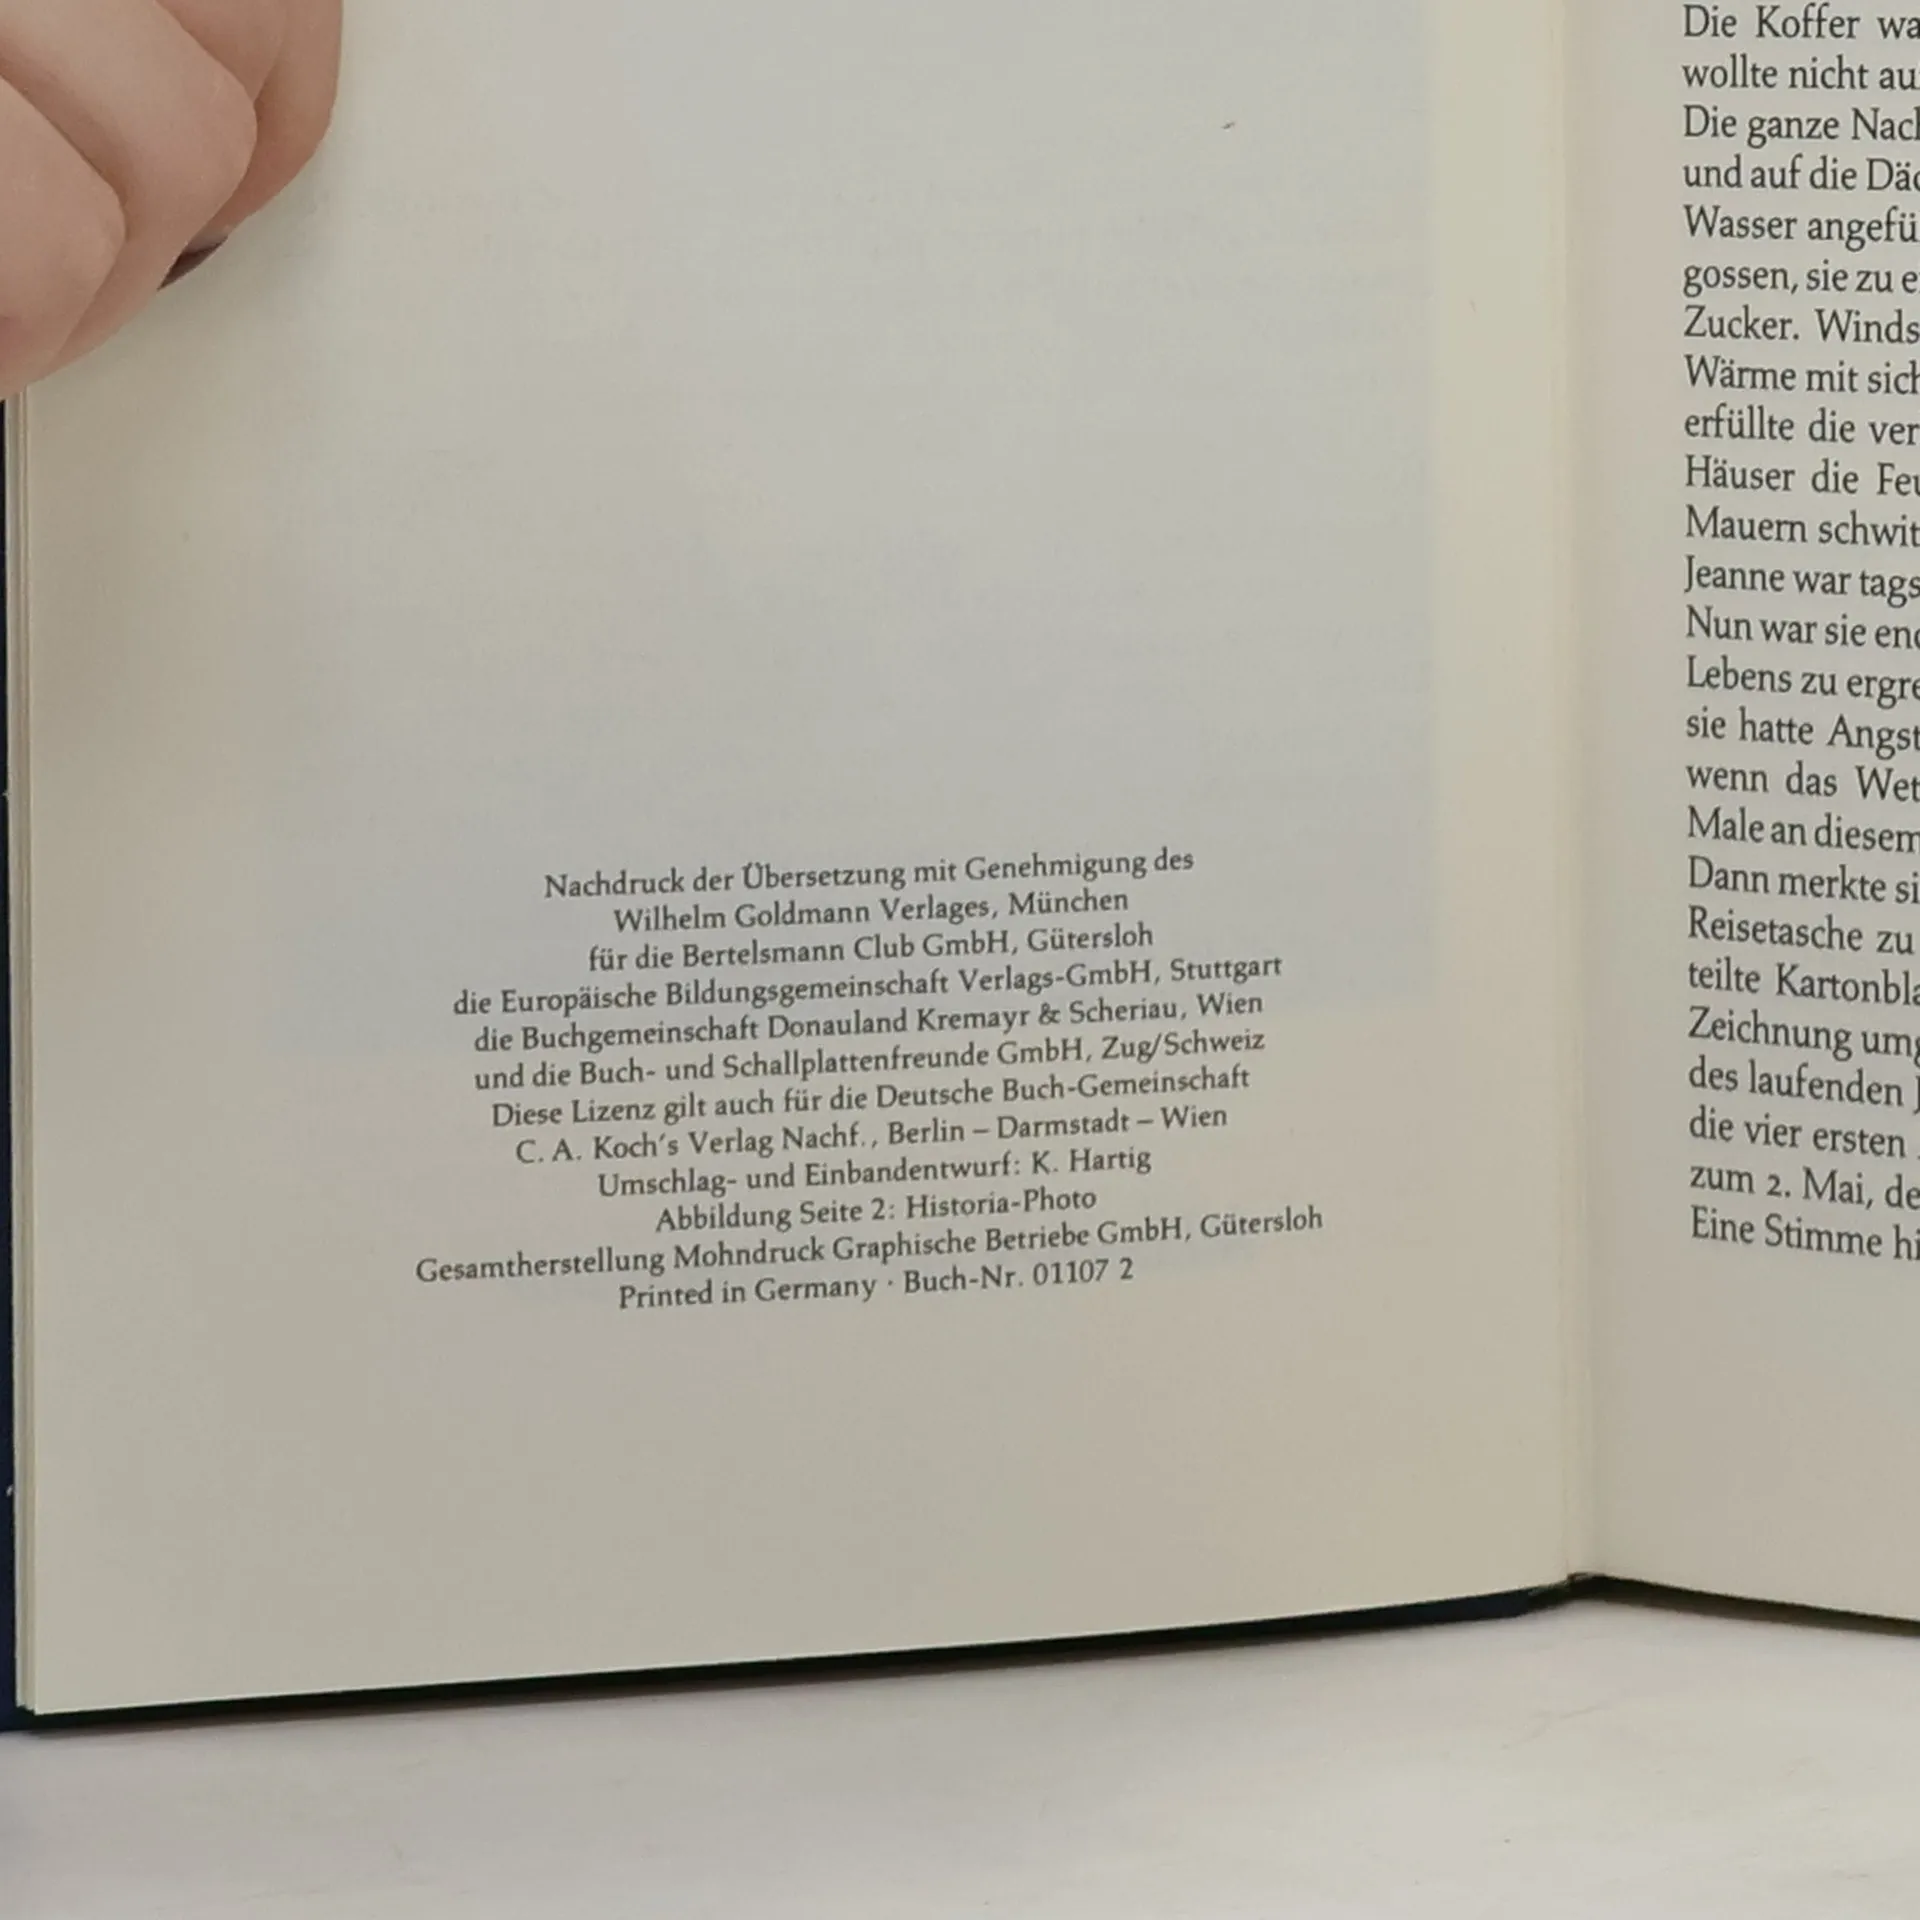 Nachdruck der Übersetzung mit Genehmigung des
Wilhelm Goldmann Verlages, München
für die Bertelsmann Club GmbH, Gütersloh
die Europäische Bildungsgemeinschaft Verlags-GmbH, Stuttgart
die Buchgemeinschaft Donauland Kremayr & Scheriau, Wien
und die Buch- und Schallplattenfreunde GmbH, Zug/Schweiz
Diese Lizenz gilt auch für die Deutsche Buch-Gemeinschaft
C. A. Koch's Verlag Nachf., Berlin – Darmstadt – Wien
Umschlag- und Einbandentwurf: K. Hartig
Abbildung Seite 2: Historia-Photo
Gesamtherstellung Mohndruck Graphische Betriebe GmbH, Gütersloh
Printed in Germany · Buch-Nr. 01107 2
Die Koffer
wollte nicht
Die ganze
und auf die
Wasser
gossen, sie zu
Zucker.
Wärme mit
erfüllte die
Häuser die
Mauern
Jeanne war
Nun war sie
Lebens zu
sie hatte Angst
wenn das
Male an diesem
Dann merkte
Reisetasche zu
teilte
Zeichnung
des laufenden
die vier ersten
zum 2. Mai,
Eine Stimme